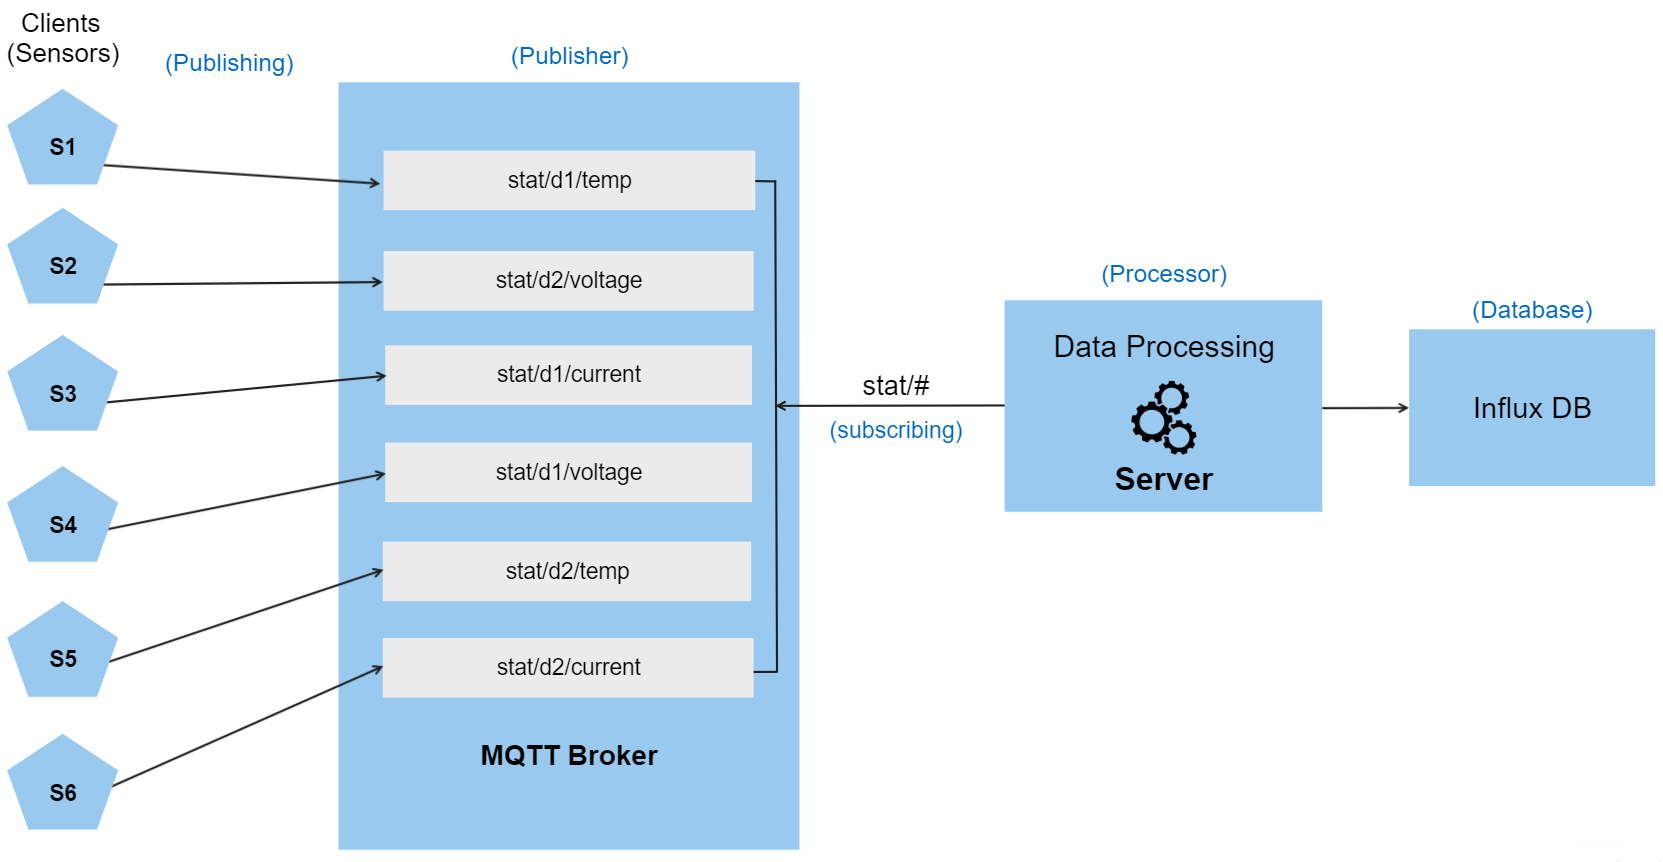 Clients
(Sensors)
(Publishing)
(Publisher)
S1
S2
S3
S4
S5
S6
stat/d1/temp
stat/d2/voltage
stat/d1/current
stat/d1/voltage
stat/d2/temp
stat/d2/current
MQTT Broker
stat/#
(subscribing)
(Processor)
Data Processing
Server
(Database)
Influx DB